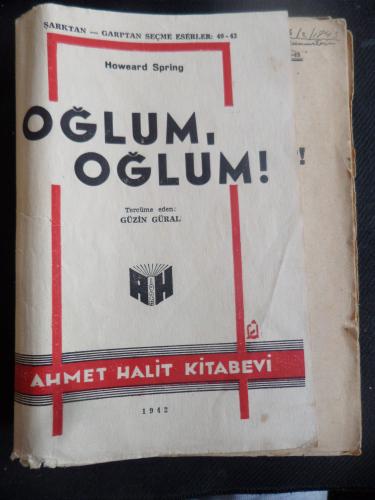 ŞARKTAN — GARPTAN SEÇME ESERLER: 40-43
Howeard Spring
OĞLUM,
OĞLUM!
Tercüme eden:
GÜZİN GÜRAL
AHMET HALİT KİTABEVİ
1942
!